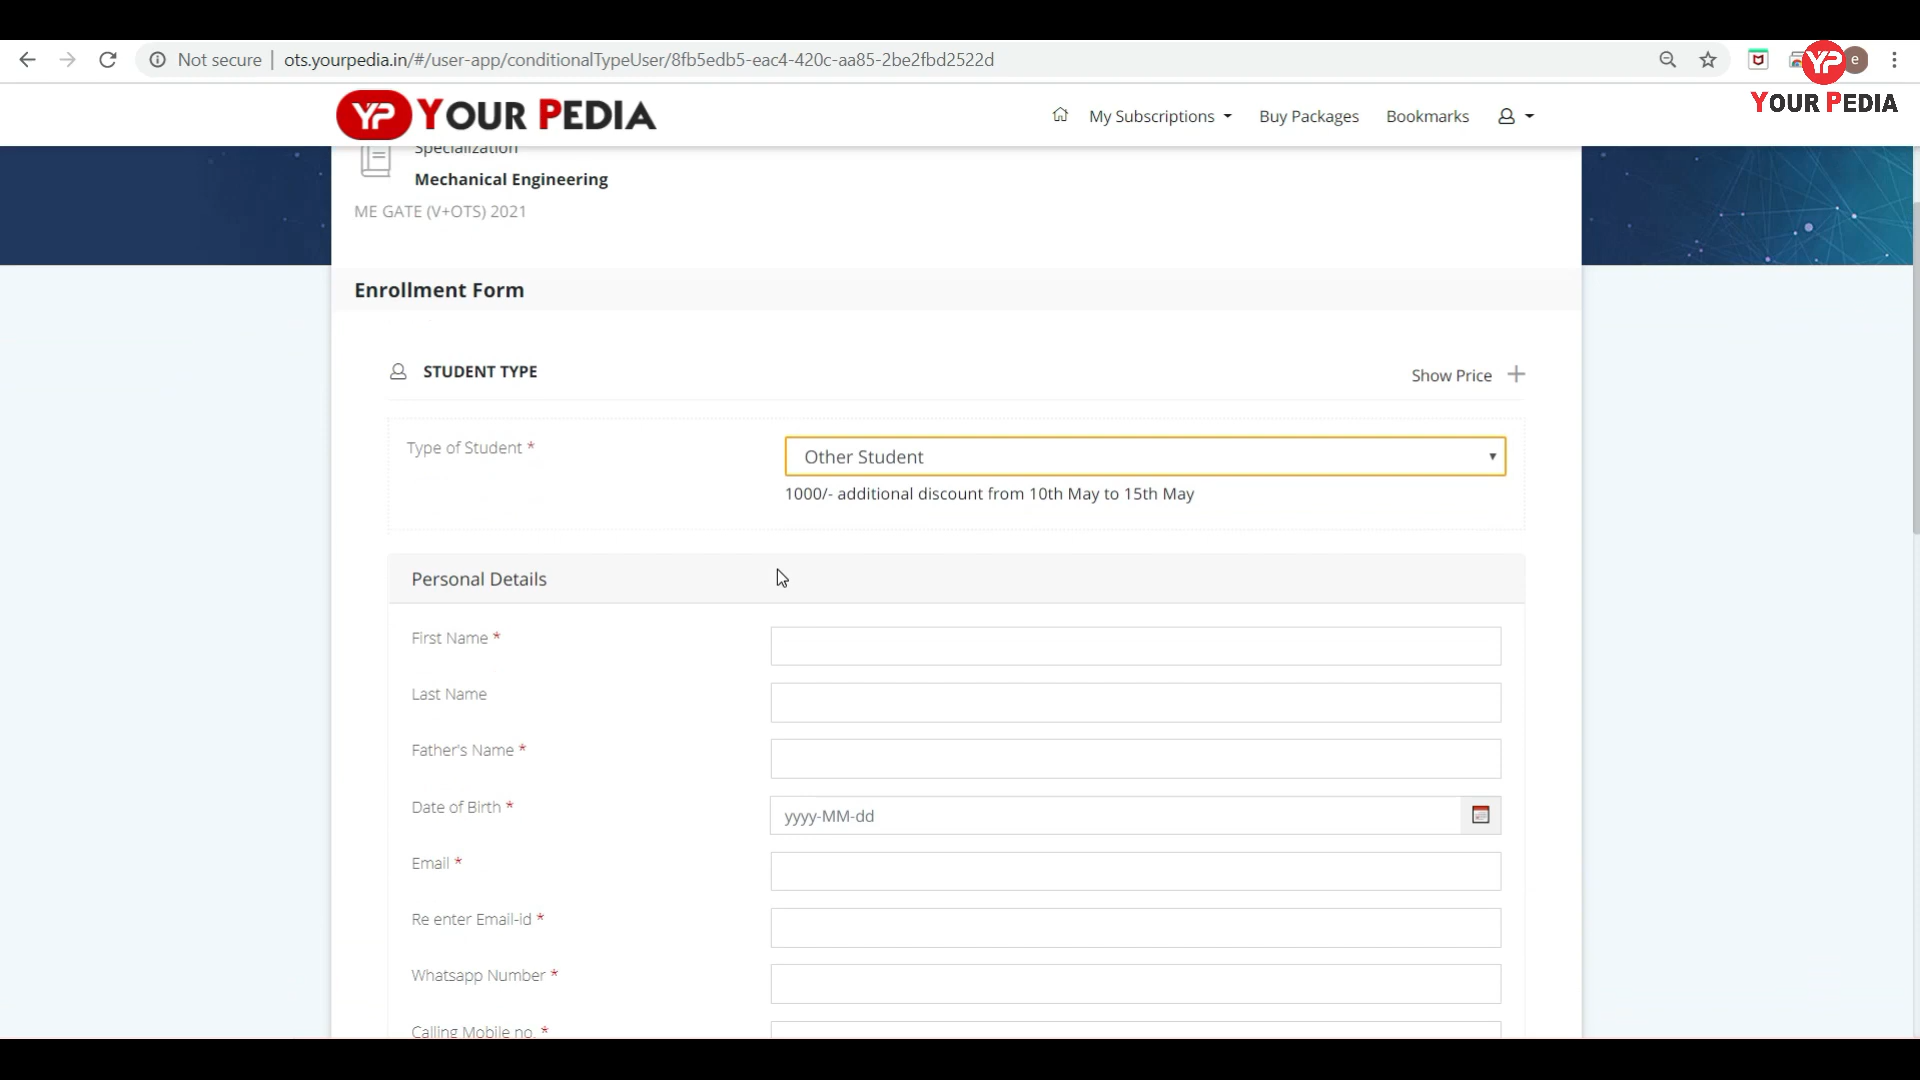 Not secure | ots.yourpedia.in/#/user-app/conditionalTypeUser/8fb5edb5-eac4-420c-aa85-2be2fbd2522d
e
YP
YOUR PEDIA
YP YOUR PEDIA
My Subscriptions
Buy Packages
Bookmarks
Specialization
Mechanical Engineering
ME GATE (V+OTS) 2021
Enrollment Form
STUDENT TYPE
Show Price +
Type of Student *
Other Student
1000/- additional discount from 10th May to 15th May
Personal Details
First Name *
Last Name
Father's Name *
Date of Birth *
yyyy-MM-dd
Email *
Re enter Email-id *
Whatsapp Number *
Calling Mobile no. *